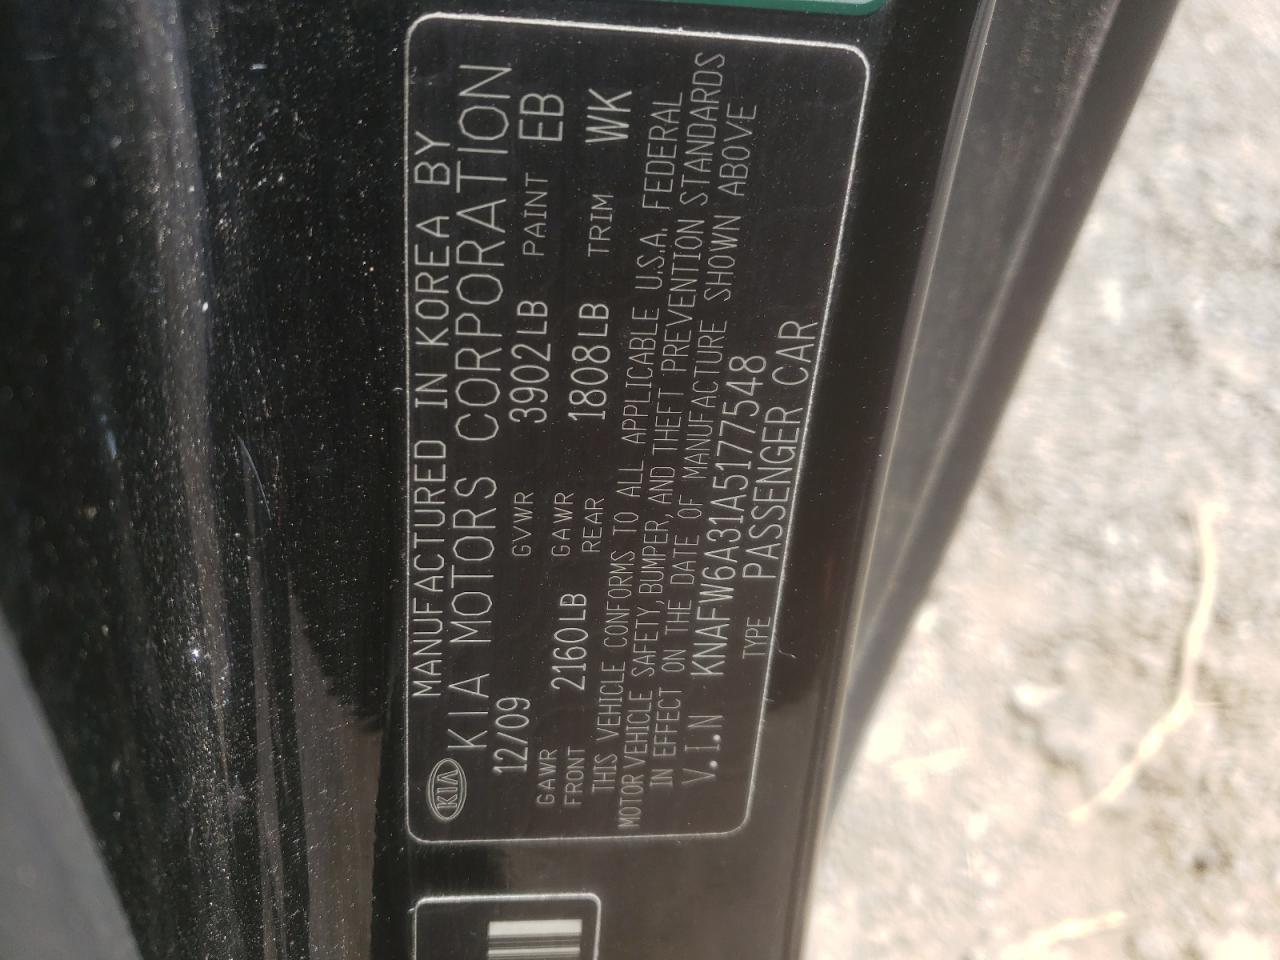 KIA
MANUFACTURED IN KOREA BY
KIA MOTORS CORPORATION
12/09 GVWR 3902LB PAINT EB
GAWR FRONT 2160LB GAWR REAR 1808LB TRIM WK
THIS VEHICLE CONFORMS TO ALL APPLICABLE U.S.A. FEDERAL
MOTOR VEHICLE SAFETY, BUMPER, AND THEFT PREVENTION STANDARDS
IN EFFECT ON THE DATE OF MANUFACTURE SHOWN ABOVE
V.I.N KNAFW6A31A5177548
TYPE PASSENGER CAR